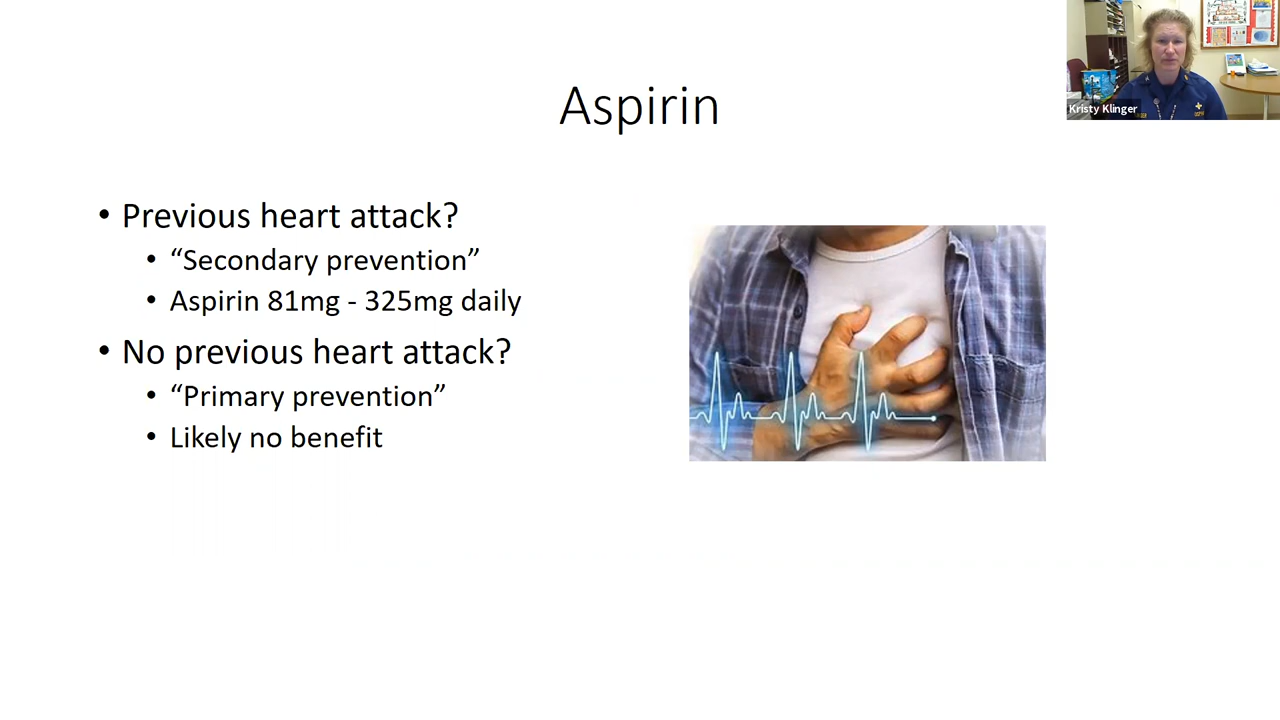 Kristy Klinger
Aspirin
• Previous heart attack?
• “Secondary prevention”
• Aspirin 81mg - 325mg daily
• No previous heart attack?
• “Primary prevention”
• Likely no benefit